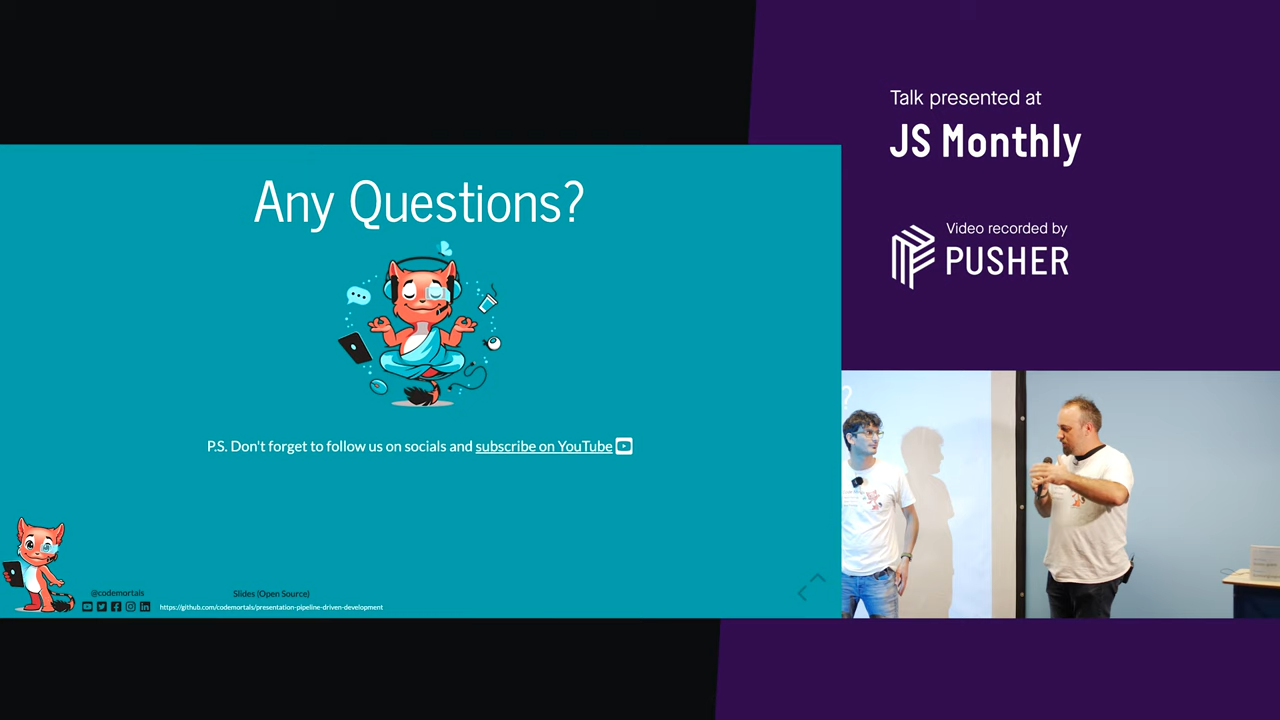 Talk presented at
JS Monthly
Video recorded by
PUSHER
Any Questions?
P.S. Don't forget to follow us on socials and subscribe on YouTube
@codemortals
Slides (Open Source)
https://github.com/codemortals/presentation-pipeline-driven-development
?